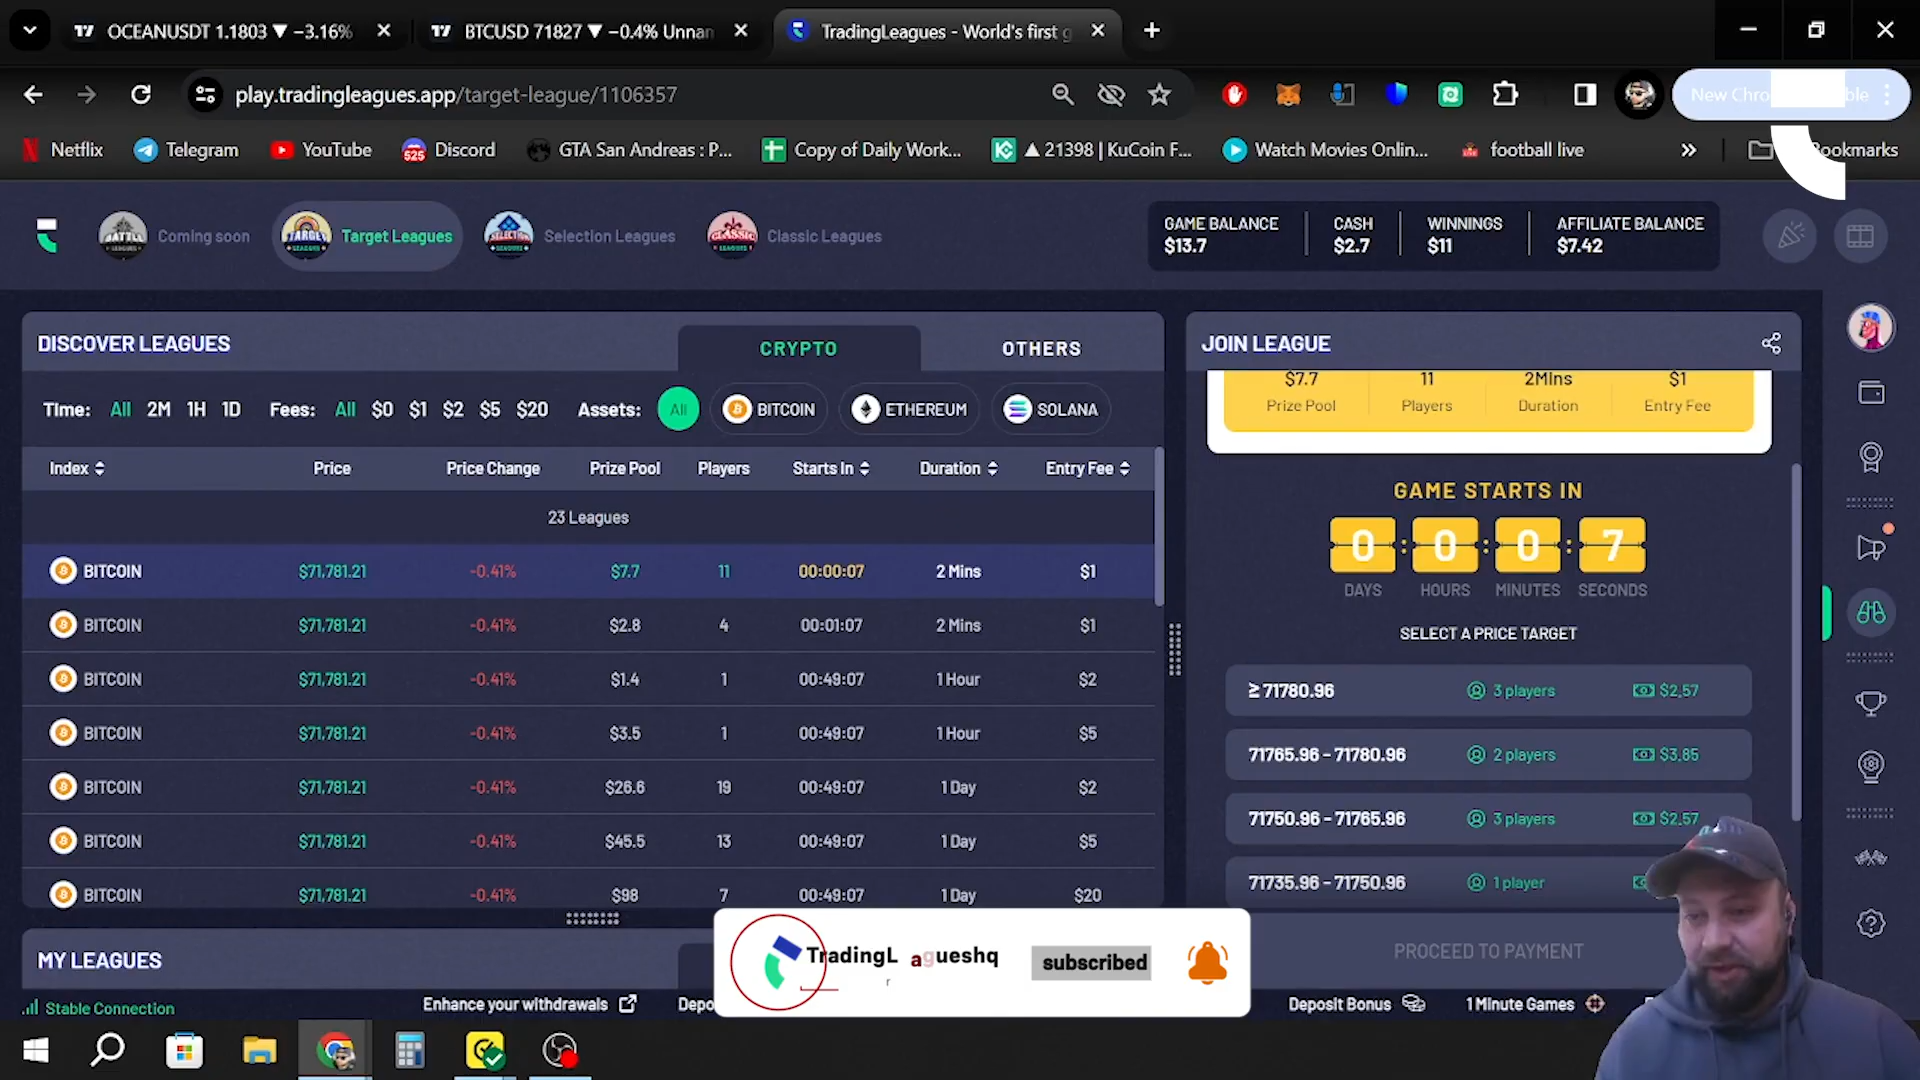 OCEANUSDT 1.1803 ▼ −3.16%
BTCUSD 71827 ▼ −0.4% Unnan
TradingLeagues - World's first g
play.tradingleagues.app/target-league/1106357
New Chro
ble
Netflix
Telegram
YouTube
Discord
GTA San Andreas : P...
Copy of Daily Work...
▲ 21398 | KuCoin F...
Watch Movies Onlin...
football live
»
Bookmarks
Coming soon
Target Leagues
Selection Leagues
Classic Leagues
GAME BALANCE
$13.7
CASH
$2.7
WINNINGS
$11
AFFILIATE BALANCE
$7.42
DISCOVER LEAGUES
CRYPTO
OTHERS
Time: All 2M 1H 1D Fees: All $0 $1 $2 $5 $20 Assets: All BITCOIN ETHEREUM SOLANA
Index Price Price Change Prize Pool Players Starts In Duration Entry Fee
23 Leagues
BITCOIN $71,781.21 -0.41% $7.7 11 00:00:07 2 Mins $1
BITCOIN $71,781.21 -0.41% $2.8 4 00:01:07 2 Mins $1
BITCOIN $71,781.21 -0.41% $1.4 1 00:49:07 1 Hour $2
BITCOIN $71,781.21 -0.41% $3.5 1 00:49:07 1 Hour $5
BITCOIN $71,781.21 -0.41% $26.6 19 00:49:07 1 Day $2
BITCOIN $71,781.21 -0.41% $45.5 13 00:49:07 1 Day $5
BITCOIN $71,781.21 -0.41% $98 7 00:49:07 1 Day $20
MY LEAGUES
JOIN LEAGUE
$7.7 11 2Mins $1
Prize Pool Players Duration Entry Fee
GAME STARTS IN
0 : 0 : 0 : 7
DAYS HOURS MINUTES SECONDS
SELECT A PRICE TARGET
≥ 71780.96 3 players $2.57
71765.96 - 71780.96 2 players $3.85
71750.96 - 71765.96 3 players $2.57
71735.96 - 71750.96 1 player
PROCEED TO PAYMENT
TradingL agueshq
r
subscribed
Stable Connection
Enhance your withdrawals
Depo
Deposit Bonus
1 Minute Games